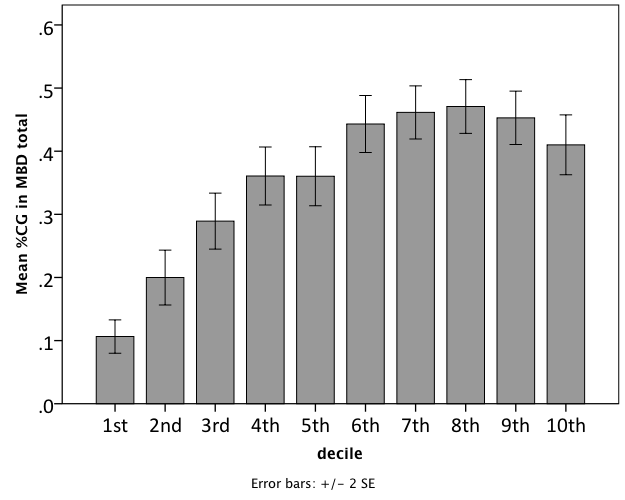 .6
.5
.4
.3
.2
.1
.0
Mean %CG in MBD total
1st 2nd 3rd 4th 5th 6th 7th 8th 9th 10th
decile
Error bars: +/- 2 SE